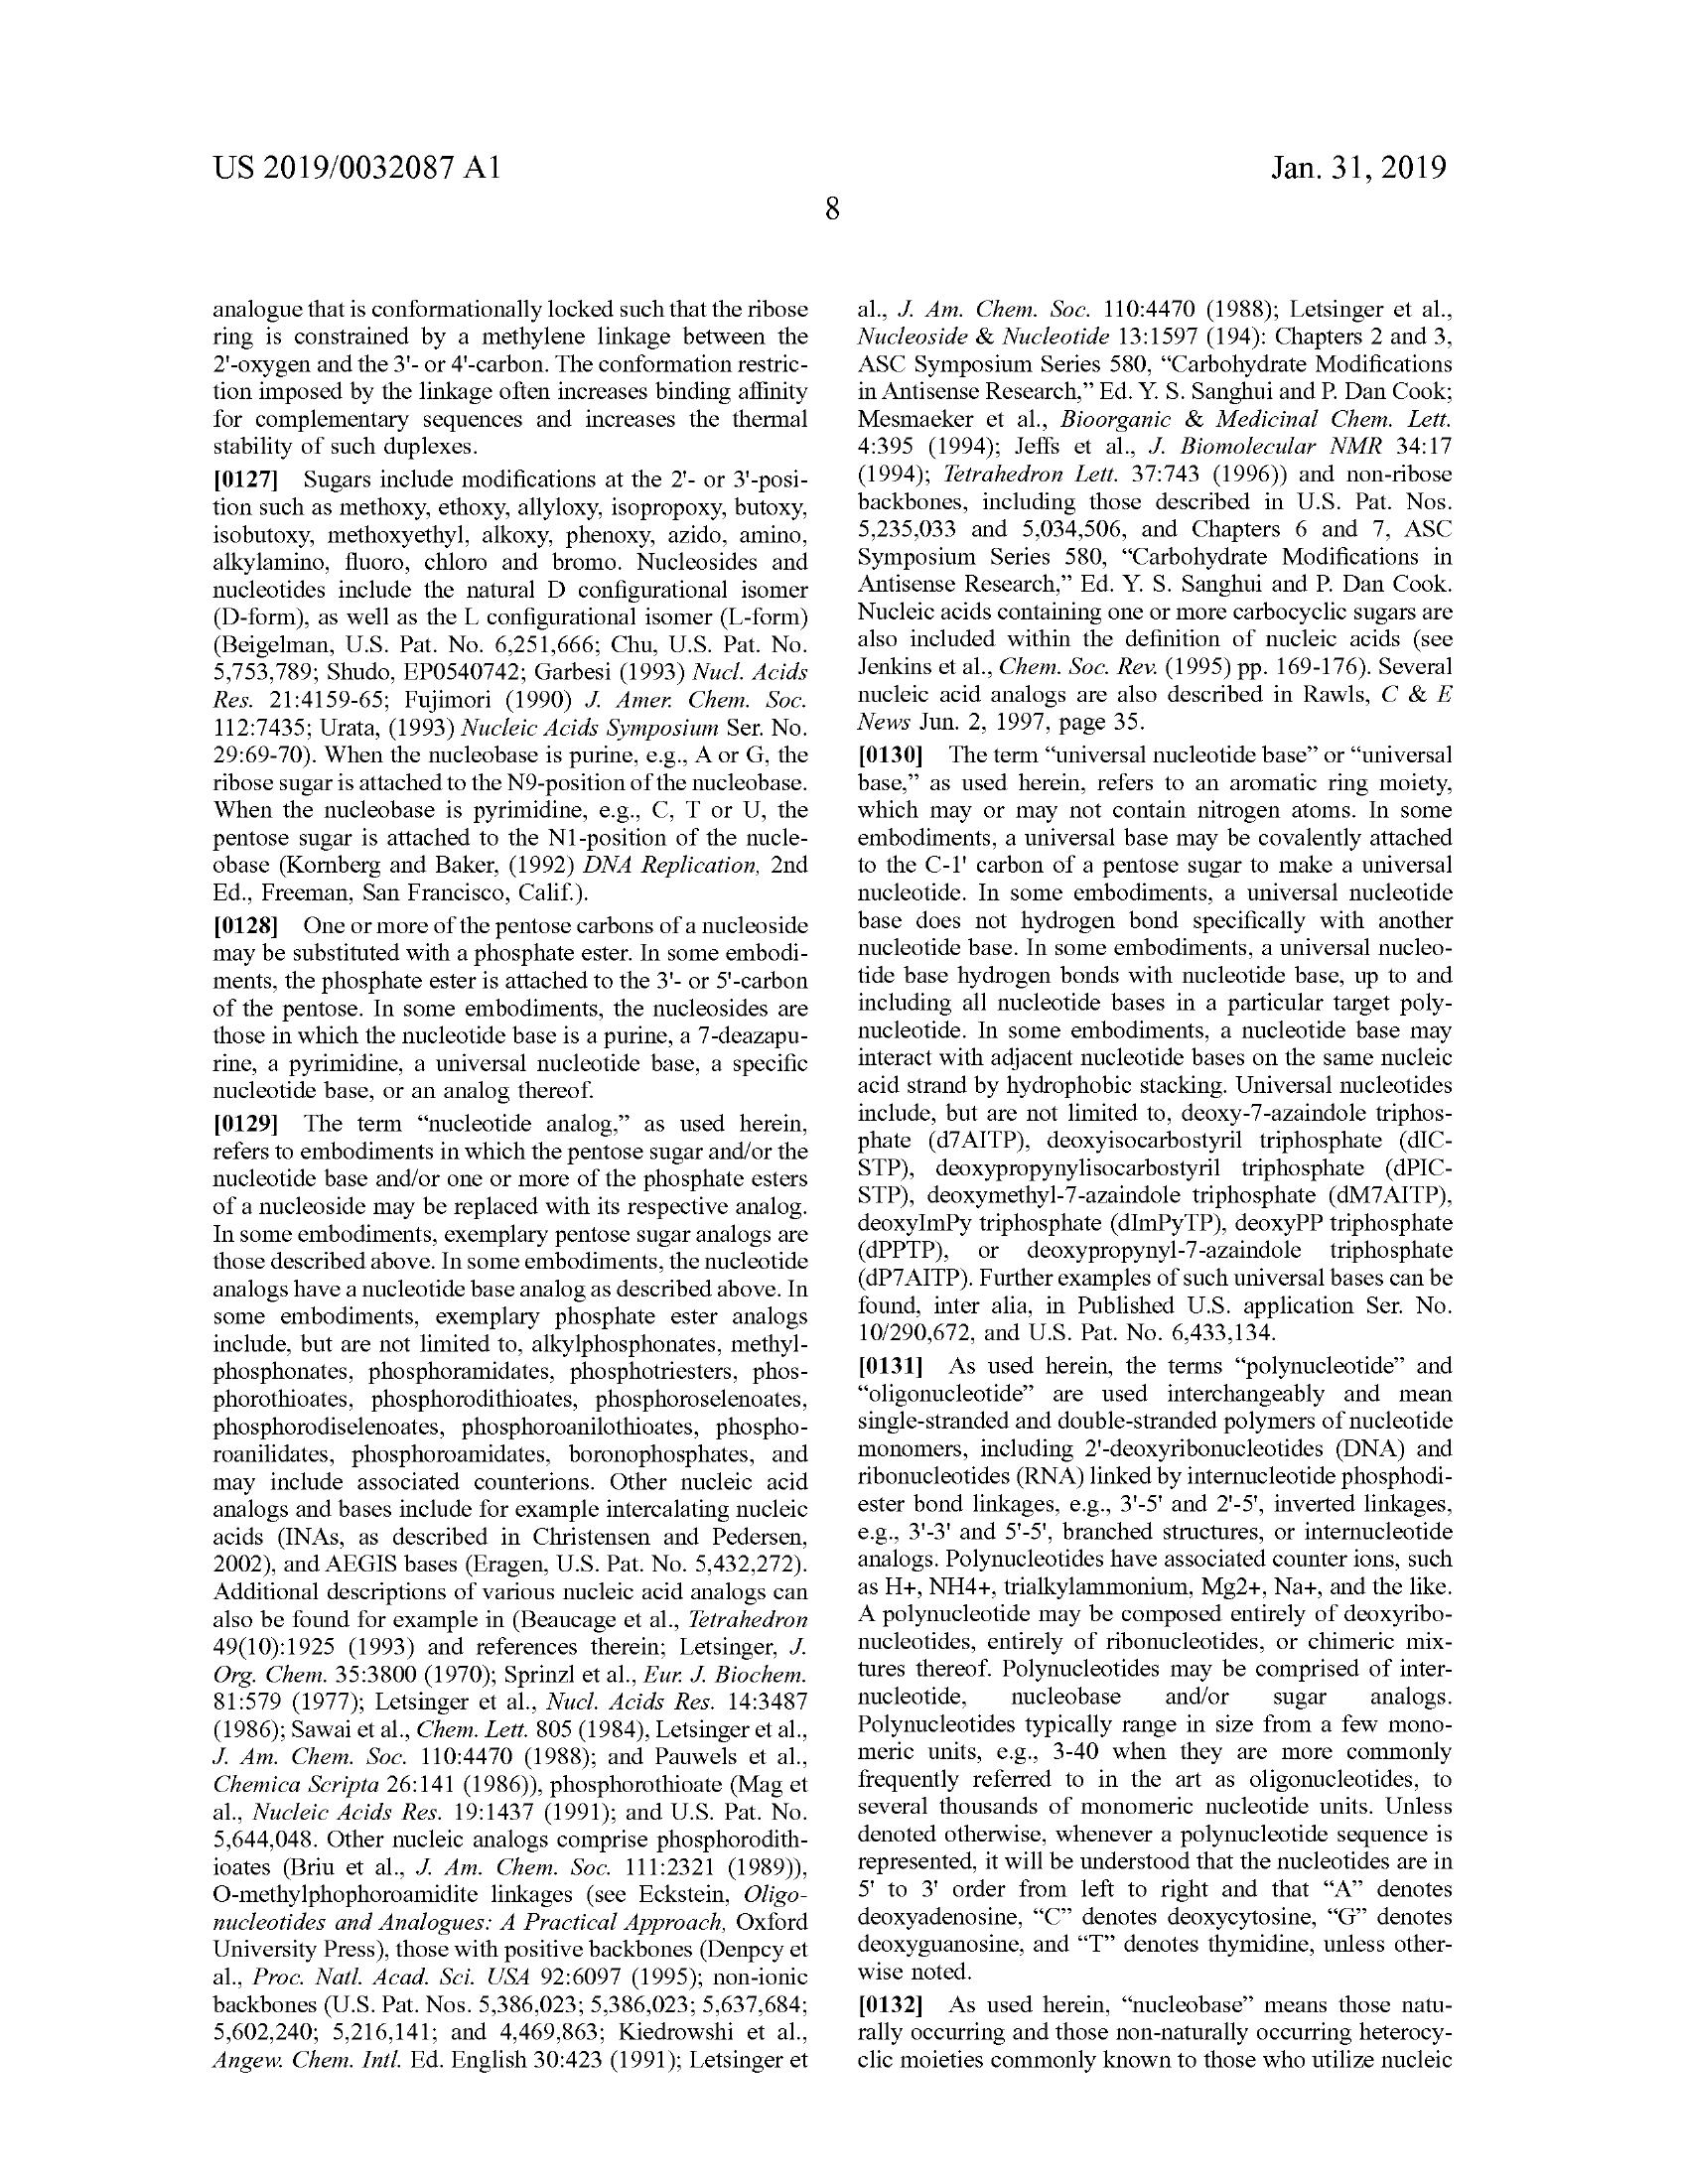 US 2019/0032087 A1
Jan. 31, 2019
8
analogue that is conformationally locked such that the ribose
ring is constrained by a methylene linkage between the
2'-oxygen and the 3'- or 4'-carbon. The conformation restric-
tion imposed by the linkage often increases binding affinity
for complementary sequences and increases the thermal
stability of such duplexes.
[0127] Sugars include modifications at the 2'- or 3'-posi-
tion such as methoxy, ethoxy, allyloxy, isopropoxy, butoxy,
isobutoxy, methoxyethyl, alkoxy, phenoxy, azido, amino,
alkylamino, fluoro, chloro and bromo. Nucleosides and
nucleotides include the natural D configurational isomer
(D-form), as well as the L configurational isomer (L-form)
(Beigelman, U.S. Pat. No. 6,251,666; Chu, U.S. Pat. No.
5,753,789; Shudo, EP0540742; Garbesi (1993) Nucl. Acids
Res. 21:4159-65; Fujimori (1990) J. Amer. Chem. Soc.
112:7435; Urata, (1993) Nucleic Acids Symposium Ser. No.
29:69-70). When the nucleobase is purine, e.g., A or G, the
ribose sugar is attached to the N9-position of the nucleobase.
When the nucleobase is pyrimidine, e.g., C, T or U, the
pentose sugar is attached to the N1-position of the nucle-
obase (Kornberg and Baker, (1992) DNA Replication, 2nd
Ed., Freeman, San Francisco, Calif.).
[0128] One or more of the pentose carbons of a nucleoside
may be substituted with a phosphate ester. In some embodi-
ments, the phosphate ester is attached to the 3'- or 5'-carbon
of the pentose. In some embodiments, the nucleosides are
those in which the nucleotide base is a purine, a 7-deazapu-
rine, a pyrimidine, a universal nucleotide base, a specific
nucleotide base, or an analog thereof.
[0129] The term “nucleotide analog,” as used herein,
refers to embodiments in which the pentose sugar and/or the
nucleotide base and/or one or more of the phosphate esters
of a nucleoside may be replaced with its respective analog.
In some embodiments, exemplary pentose sugar analogs are
those described above. In some embodiments, the nucleotide
analogs have a nucleotide base analog as described above. In
some embodiments, exemplary phosphate ester analogs
include, but are not limited to, alkylphosphonates, methyl-
phosphonates, phosphoramidates, phosphotriesters, phos-
phorothioates, phosphorodithioates, phosphoroselenoates,
phosphorodiselenoates, phosphoroanilothioates, phospho-
roanilidates, phosphoroamidates, boronophosphates, and
may include associated counterions. Other nucleic acid
analogs and bases include for example intercalating nucleic
acids (INAs, as described in Christensen and Pedersen,
2002), and AEGIS bases (Eragen, U.S. Pat. No. 5,432,272).
Additional descriptions of various nucleic acid analogs can
also be found for example in (Beaucage et al., Tetrahedron
49(10):1925 (1993) and references therein; Letsinger, J.
Org. Chem. 35:3800 (1970); Sprinzl et al., Eur. J. Biochem.
81:579 (1977); Letsinger et al., Nucl. Acids Res. 14:3487
(1986); Sawai et al., Chem. Lett. 805 (1984), Letsinger et al.,
J. Am. Chem. Soc. 110:4470 (1988); and Pauwels et al.,
Chemica Scripta 26:141 (1986)), phosphorothioate (Mag et
al., Nucleic Acids Res. 19:1437 (1991); and U.S. Pat. No.
5,644,048. Other nucleic analogs comprise phosphorodith-
ioates (Briu et al., J. Am. Chem. Soc. 111:2321 (1989)),
O-methylphophoroamidite linkages (see Eckstein, Oligo-
nucleotides and Analogues: A Practical Approach, Oxford
University Press), those with positive backbones (Denpcy et
al., Proc. Natl. Acad. Sci. USA 92:6097 (1995); non-ionic
backbones (U.S. Pat. Nos. 5,386,023; 5,386,023; 5,637,684;
5,602,240; 5,216,141; and 4,469,863; Kiedrowshi et al.,
Angew. Chem. Intl. Ed. English 30:423 (1991); Letsinger et
al., J. Am. Chem. Soc. 110:4470 (1988); Letsinger et al.,
Nucleoside & Nucleotide 13:1597 (194): Chapters 2 and 3,
ASC Symposium Series 580, “Carbohydrate Modifications
in Antisense Research,” Ed. Y. S. Sanghui and P. Dan Cook;
Mesmaeker et al., Bioorganic & Medicinal Chem. Lett.
4:395 (1994); Jeffs et al., J. Biomolecular NMR 34:17
(1994); Tetrahedron Lett. 37:743 (1996)) and non-ribose
backbones, including those described in U.S. Pat. Nos.
5,235,033 and 5,034,506, and Chapters 6 and 7, ASC
Symposium Series 580, “Carbohydrate Modifications in
Antisense Research,” Ed. Y. S. Sanghui and P. Dan Cook.
Nucleic acids containing one or more carbocyclic sugars are
also included within the definition of nucleic acids (see
Jenkins et al., Chem. Soc. Rev. (1995) pp. 169-176). Several
nucleic acid analogs are also described in Rawls, C & E
News Jun. 2, 1997, page 35.
[0130] The term “universal nucleotide base” or “universal
base,” as used herein, refers to an aromatic ring moiety,
which may or may not contain nitrogen atoms. In some
embodiments, a universal base may be covalently attached
to the C-1' carbon of a pentose sugar to make a universal
nucleotide. In some embodiments, a universal nucleotide
base does not hydrogen bond specifically with another
nucleotide base. In some embodiments, a universal nucleo-
tide base hydrogen bonds with nucleotide base, up to and
including all nucleotide bases in a particular target poly-
nucleotide. In some embodiments, a nucleotide base may
interact with adjacent nucleotide bases on the same nucleic
acid strand by hydrophobic stacking. Universal nucleotides
include, but are not limited to, deoxy-7-azaindole triphos-
phate (d7AITP), deoxyisocarbostyril triphosphate (dIC-
STP), deoxypropynylisocarbostyril triphosphate (dPIC-
STP), deoxymethyl-7-azaindole triphosphate (dM7AITP),
deoxyImPy triphosphate (dImPyTP), deoxyPP triphosphate
(dPPTP), or deoxypropynyl-7-azaindole triphosphate
(dP7AITP). Further examples of such universal bases can be
found, inter alia, in Published U.S. application Ser. No.
10/290,672, and U.S. Pat. No. 6,433,134.
[0131] As used herein, the terms “polynucleotide” and
“oligonucleotide” are used interchangeably and mean
single-stranded and double-stranded polymers of nucleotide
monomers, including 2'-deoxyribonucleotides (DNA) and
ribonucleotides (RNA) linked by internucleotide phosphodi-
ester bond linkages, e.g., 3'-5' and 2'-5', inverted linkages,
e.g., 3'-3' and 5'-5', branched structures, or internucleotide
analogs. Polynucleotides have associated counter ions, such
as H+, NH4+, trialkylammonium, Mg2+, Na+, and the like.
A polynucleotide may be composed entirely of deoxyribo-
nucleotides, entirely of ribonucleotides, or chimeric mix-
tures thereof. Polynucleotides may be comprised of inter-
nucleotide, nucleobase and/or sugar analogs.
Polynucleotides typically range in size from a few mono-
meric units, e.g., 3-40 when they are more commonly
frequently referred to in the art as oligonucleotides, to
several thousands of monomeric nucleotide units. Unless
denoted otherwise, whenever a polynucleotide sequence is
represented, it will be understood that the nucleotides are in
5' to 3' order from left to right and that “A” denotes
deoxyadenosine, “C” denotes deoxycytosine, “G” denotes
deoxyguanosine, and “T” denotes thymidine, unless other-
wise noted.
[0132] As used herein, “nucleobase” means those natu-
rally occurring and those non-naturally occurring heterocy-
clic moieties commonly known to those who utilize nucleic